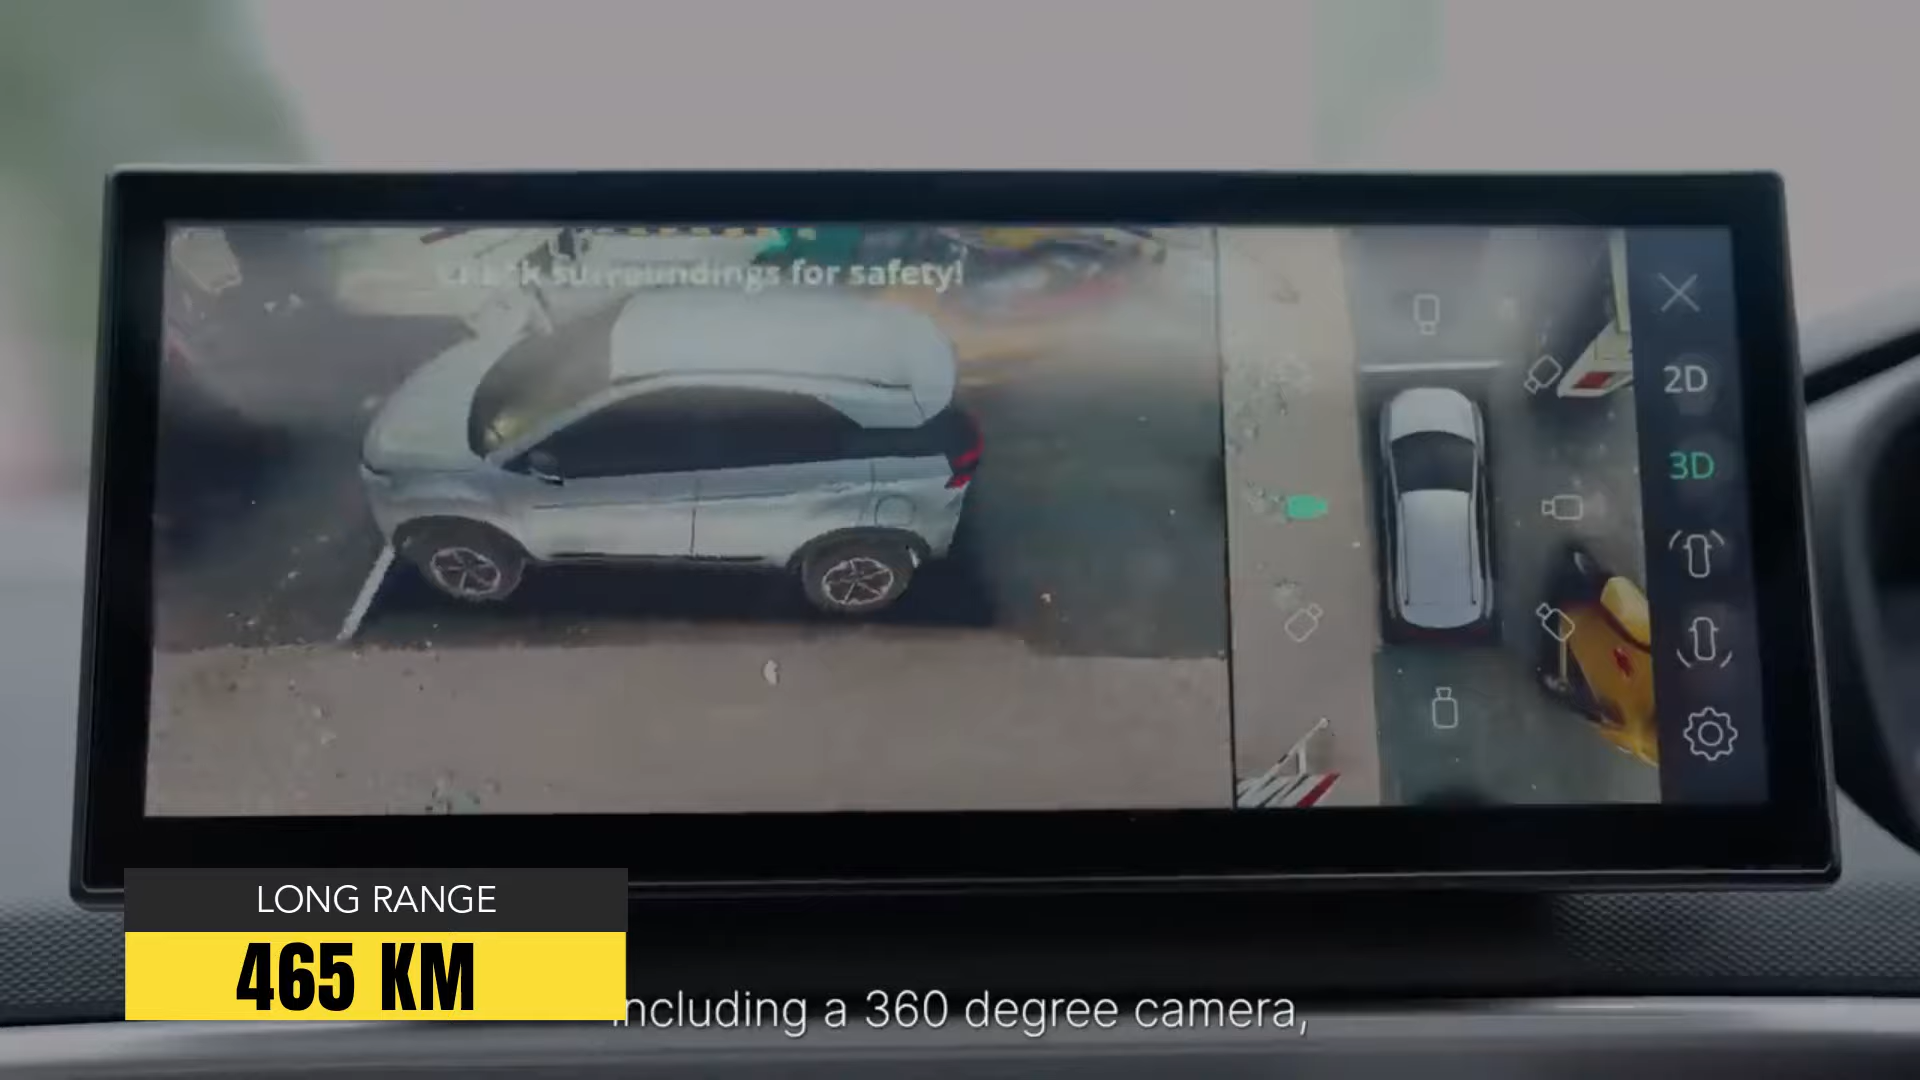 surroundings for safety!
2D
3D
LONG RANGE
465 KM
including a 360 degree camera,